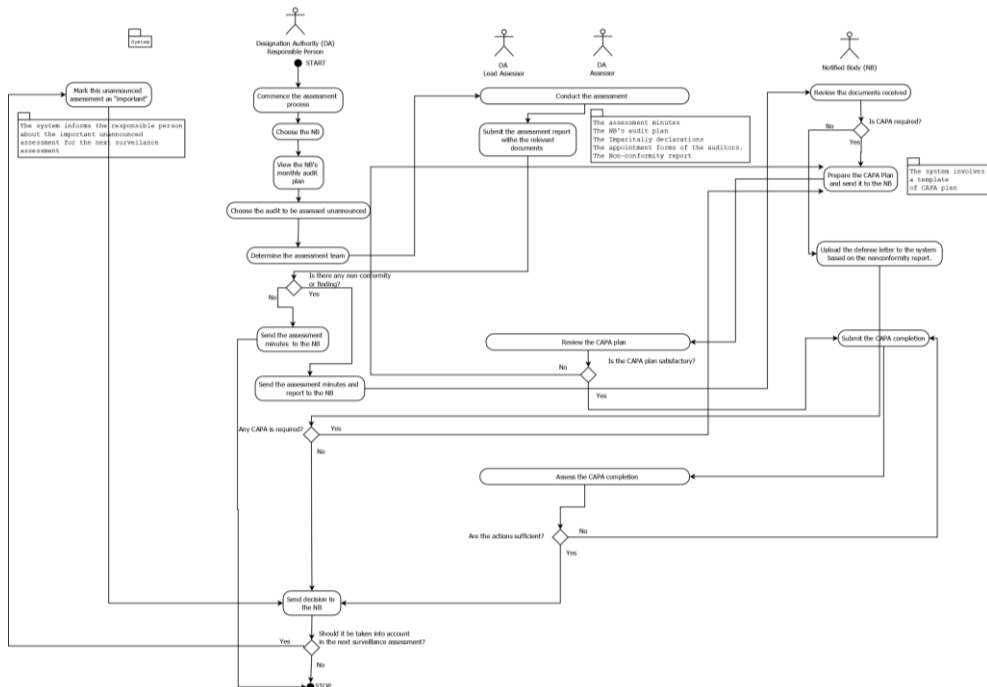 System
Designation Authority (DA)
Responsible Person
START
DA
Lead Assessor
DA
Assessor
Notified Body (NB)
Mark this unannounced
assessment as "important"
The system informs the responsible person
about the important unannounced
assessment for the next surveilance
assessment
Commence the assessment
process
Choose the NB
View the NB's
monthly audit
plan
Choose the audit to be assessed unannounced
Determine the assessment team
Conduct the assessment
Submit the assessment report
withe the relevant
documents
The assessment minutes
The NB's audit plan
The Imparitally declarations
The appointment forms of the auditors.
The Non-conformity report
Review the documents received
Is CAPA required?
No
Yes
Prepare the CAPA Plan
and send it to the NB
The system involves
a template
of CAPA plan
Upload the defense letter to the system
based on the nonconformity report.
Is there any non-conformity
or finding?
No
Yes
Send the assessment
minutes to the NB
Send the assessment minutes and
report to the NB
Review the CAPA plan
Is the CAPA plan satisfactory?
No
Yes
Submit the CAPA completion
Any CAPA is required?
Yes
No
Assess the CAPA completion
Are the actions sufficient?
No
Yes
Send decision to
the NB
Should it be taken into account
in the next surveillance assessment?
Yes
No
STOP